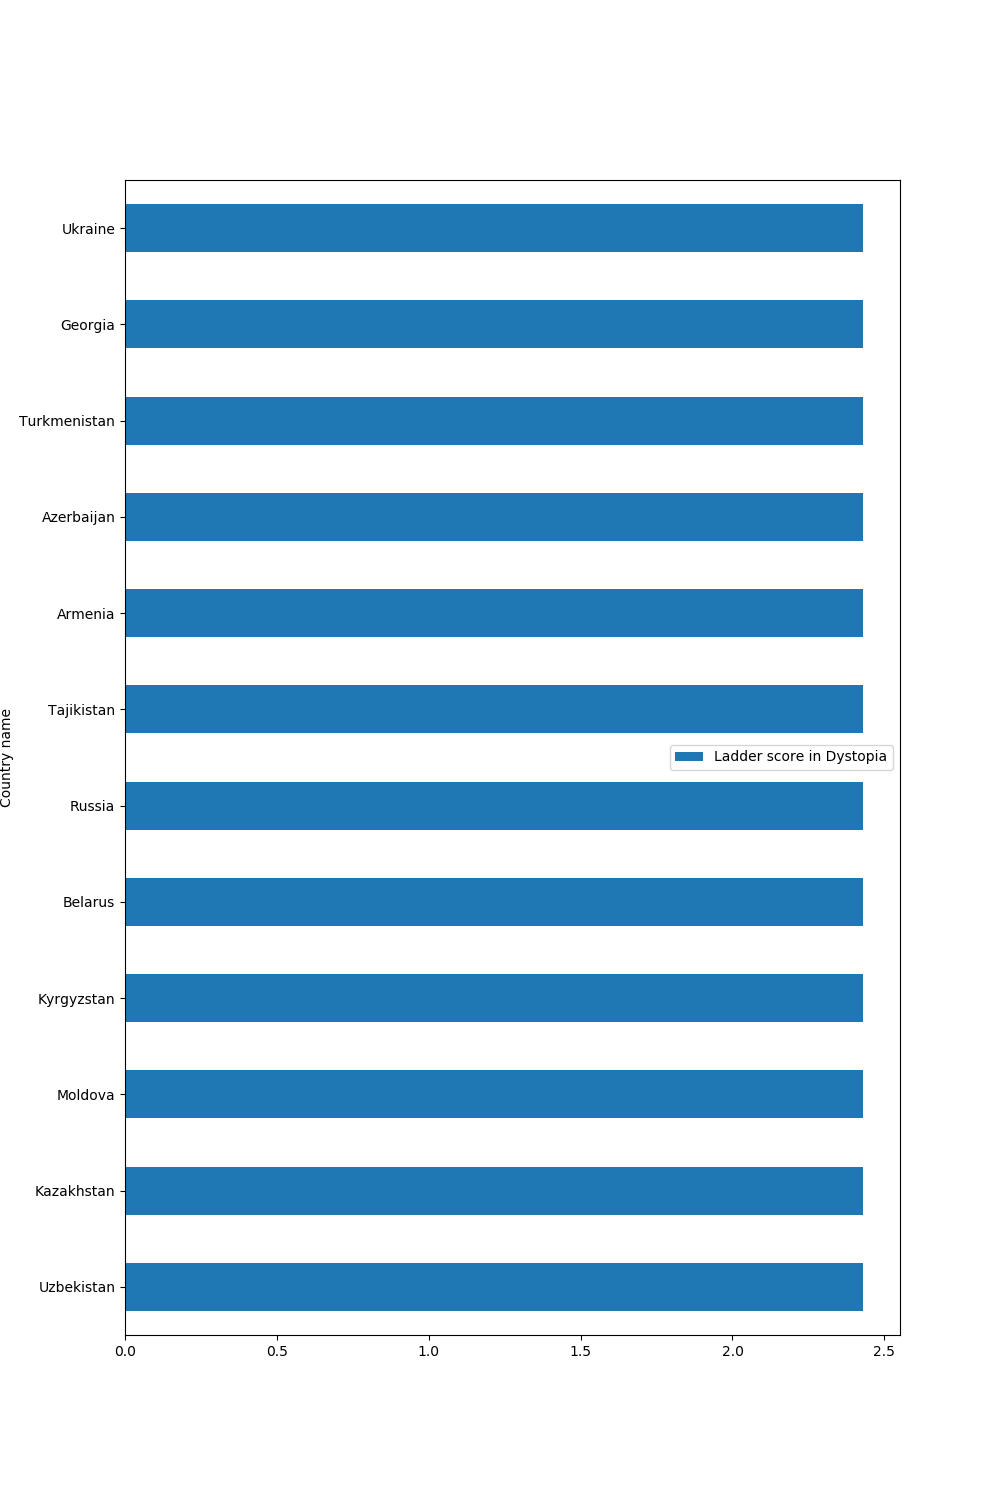 Ukraine
Georgia
Turkmenistan
Azerbaijan
Armenia
Tajikistan
Country name
Ladder score in Dystopia
Russia
Belarus
Kyrgyzstan
Moldova
Kazakhstan
Uzbekistan
0.0 0.5 1.0 1.5 2.0 2.5